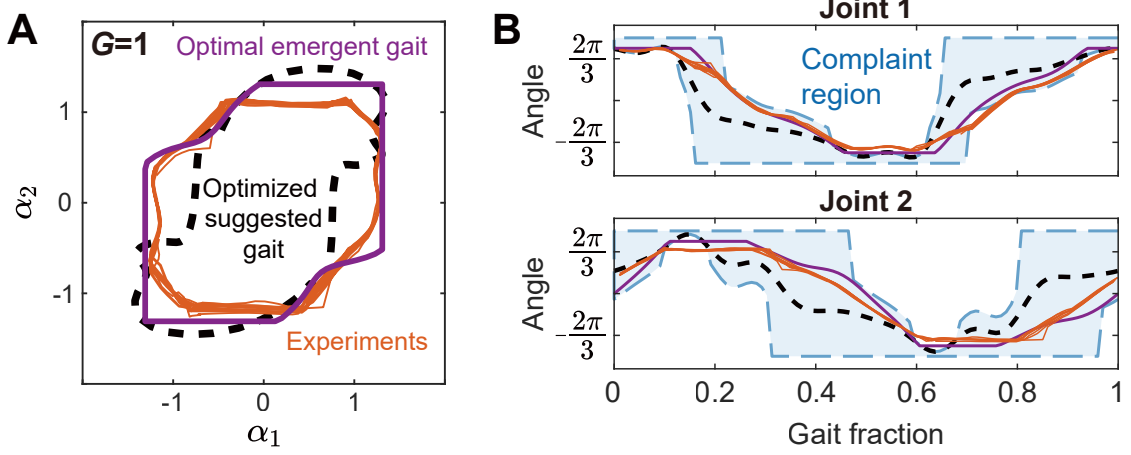 A
G=1
Optimal emergent gait
Optimized
suggested
gait
Experiments
1
0
-1
α2
-1
0
1
α1
B
Joint 1
Complaint
region
Angle
2π/3
-2π/3
Joint 2
Angle
2π/3
-2π/3
0
0.2
0.4
0.6
0.8
1
Gait fraction